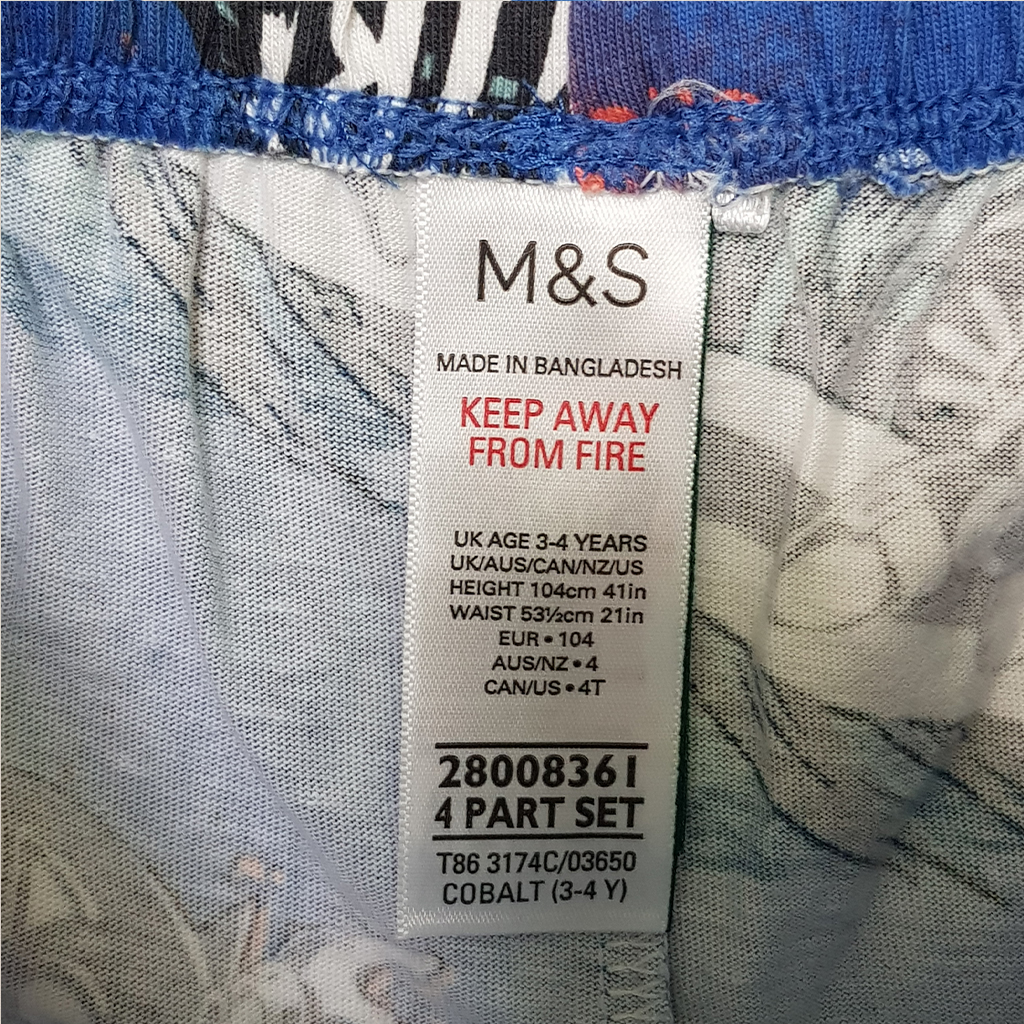 M&S
MADE IN BANGLADESH
KEEP AWAY
FROM FIRE
UK AGE 3-4 YEARS
UK/AUS/CAN/NZ/US
HEIGHT 104cm 41in
WAIST 53½cm 21in
EUR • 104
AUS/NZ • 4
CAN/US • 4T
28008361
4 PART SET
T86 3174C/03650
COBALT (3-4 Y)